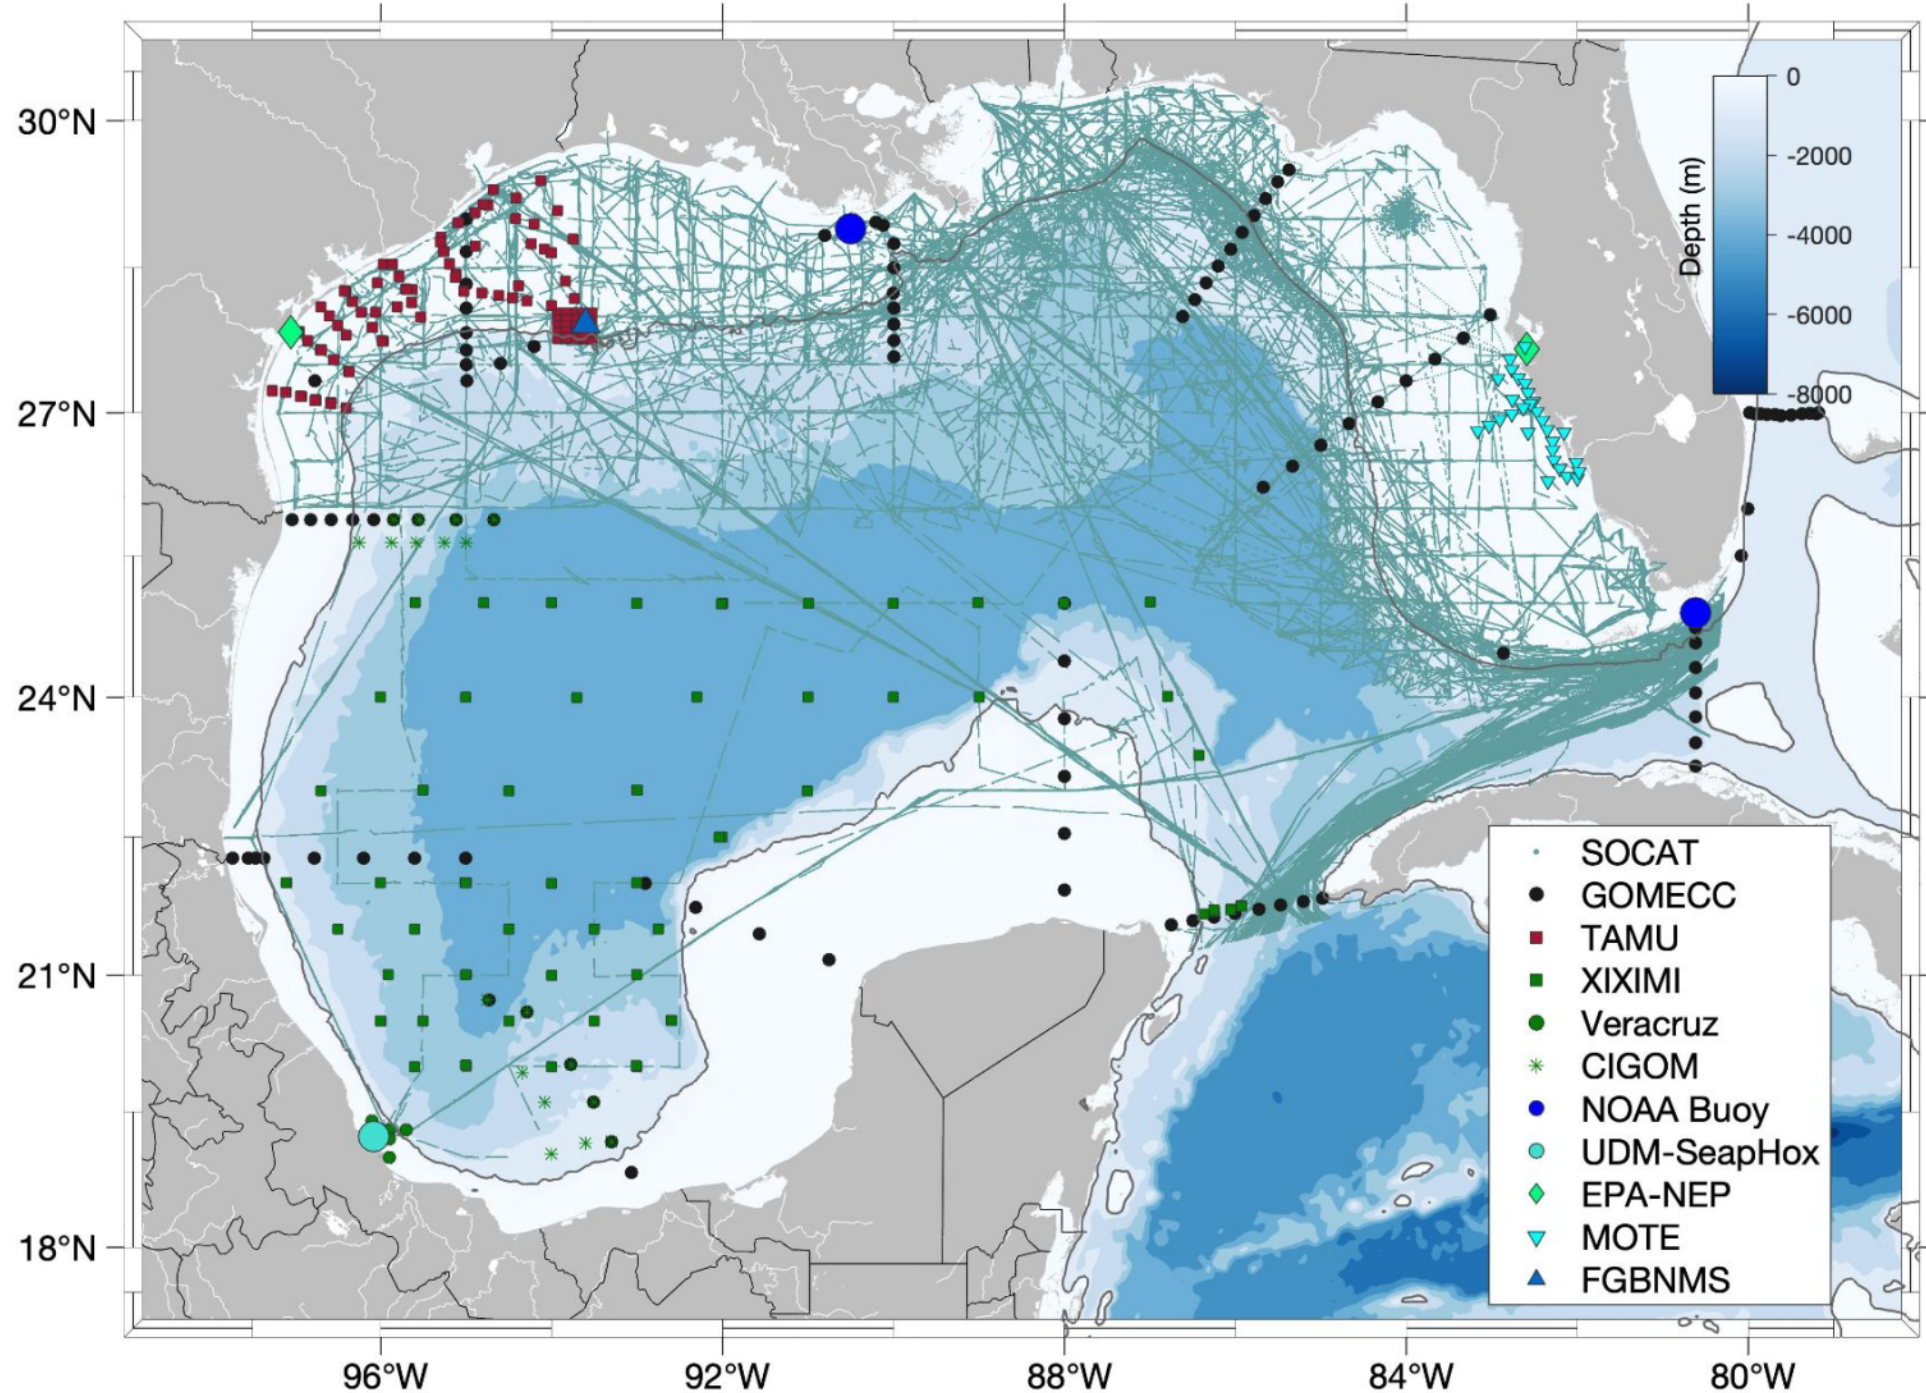 30°N
27°N
24°N
21°N
18°N
96°W
92°W
88°W
84°W
80°W
Depth (m)
0
-2000
-4000
-6000
-8000
SOCAT
GOMECC
TAMU
XIXIMI
Veracruz
CIGOM
NOAA Buoy
UDM-SeapHox
EPA-NEP
MOTE
FGBNMS